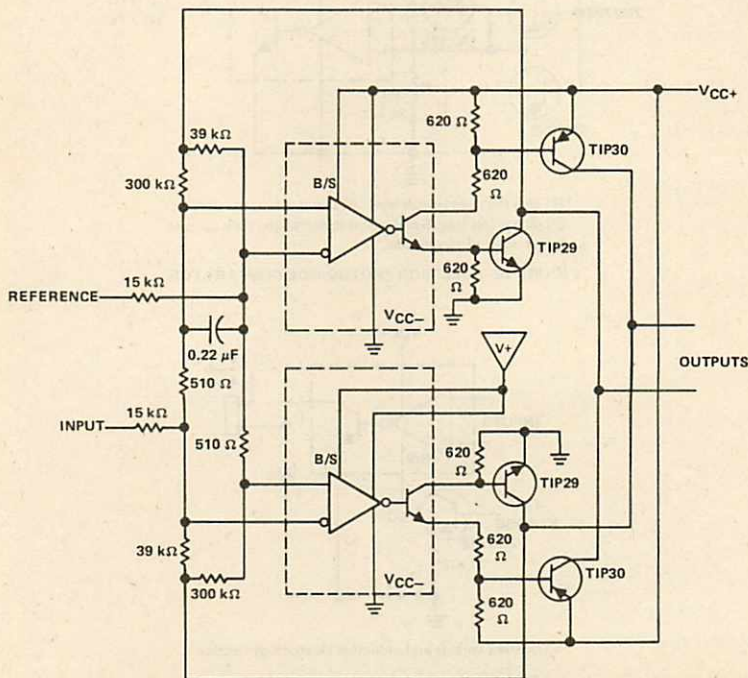 VCC+
39 kΩ
620 Ω
TIP30
300 kΩ
B/S
620
Ω
TIP29
REFERENCE
15 kΩ
620
Ω
VCC–
0.22 µF
V+
OUTPUTS
510 Ω
INPUT
15 kΩ
510 Ω
B/S
620
Ω
TIP29
620
Ω
39 kΩ
VCC–
TIP30
300 kΩ
620
Ω